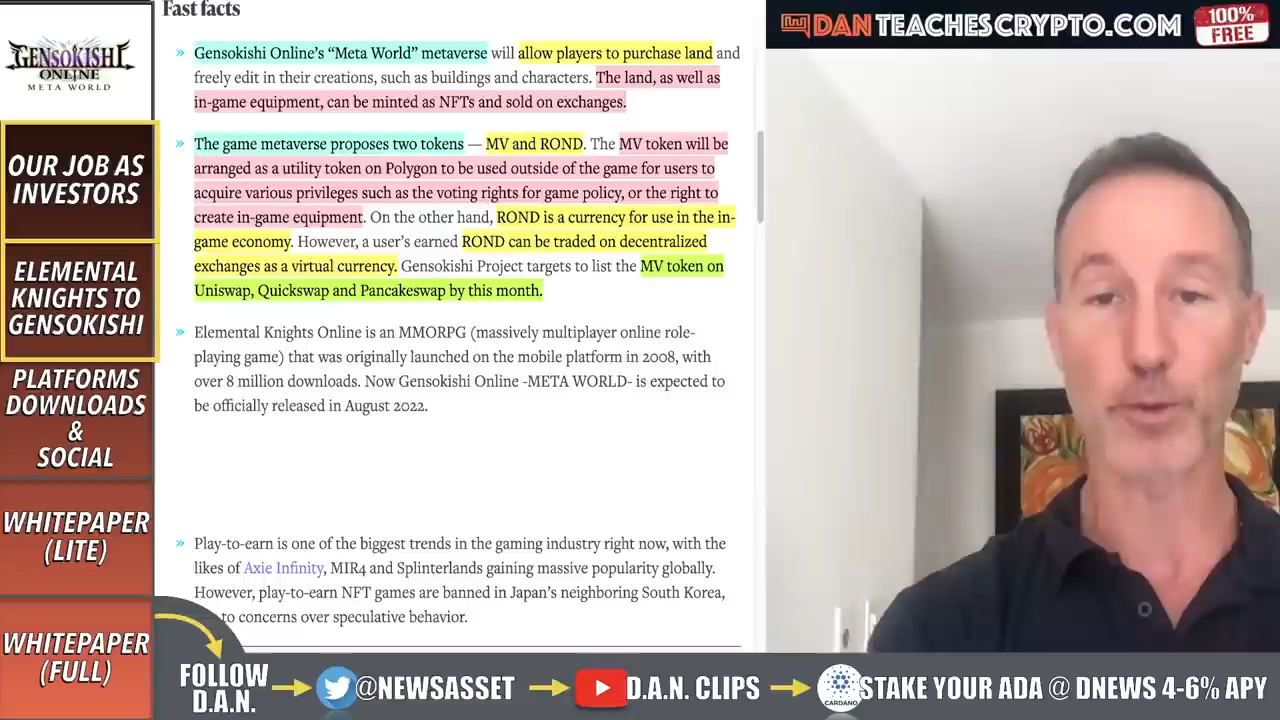 Fast facts
GENSOKISHI
ONLINE
META WORLD
OUR JOB AS
INVESTORS
ELEMENTAL
KNIGHTS TO
GENSOKISHI
PLATFORMS
DOWNLOADS
&
SOCIAL
WHITEPAPER
(LITE)
WHITEPAPER
(FULL)
» Gensokishi Online's “Meta World” metaverse will allow players to purchase land and
freely edit in their creations, such as buildings and characters. The land, as well as
in-game equipment, can be minted as NFTs and sold on exchanges.
» The game metaverse proposes two tokens — MV and ROND. The MV token will be
arranged as a utility token on Polygon to be used outside of the game for users to
acquire various privileges such as the voting rights for game policy, or the right to
create in-game equipment. On the other hand, ROND is a currency for use in the in-
game economy. However, a user's earned ROND can be traded on decentralized
exchanges as a virtual currency. Gensokishi Project targets to list the MV token on
Uniswap, Quickswap and Pancakeswap by this month.
» Elemental Knights Online is an MMORPG (massively multiplayer online role-
playing game) that was originally launched on the mobile platform in 2008, with
over 8 million downloads. Now Gensokishi Online -META WORLD- is expected to
be officially released in August 2022.
» Play-to-earn is one of the biggest trends in the gaming industry right now, with the
likes of Axie Infinity, MIR4 and Splinterlands gaining massive popularity globally.
However, play-to-earn NFT games are banned in Japan's neighboring South Korea,
to concerns over speculative behavior.
DANTEACHESCRYPTO.COM
100%
FREE
FOLLOW
D.A.N.
@NEWSASSET
D.A.N. CLIPS
CARDANO
STAKE YOUR ADA @ DNEWS 4-6% APY